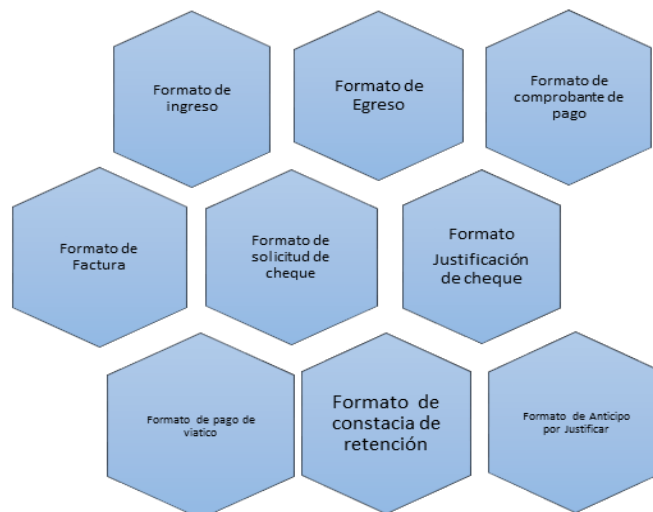 Formato de
ingreso
Formato de
Egreso
Formato de
comprobante de
pago
Formato de
Factura
Formato de
solicitud de
cheque
Formato
Justificación
de cheque
Formato de pago de
viatico
Formato de
constacia de
retención
Formato de Anticipo
por Justificar